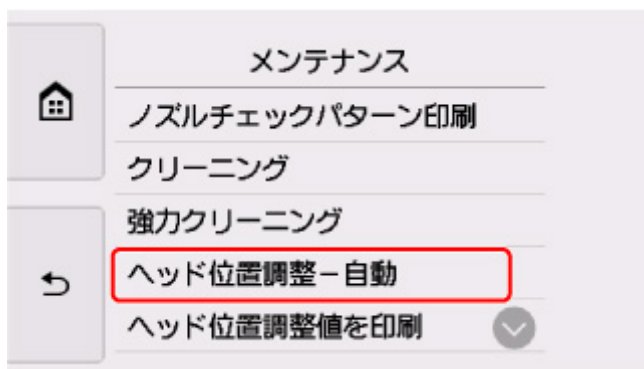 メンテナンス
ノズルチェックパターン印刷
クリーニング
強力クリーニング
ヘッド位置調整－自動
ヘッド位置調整値を印刷